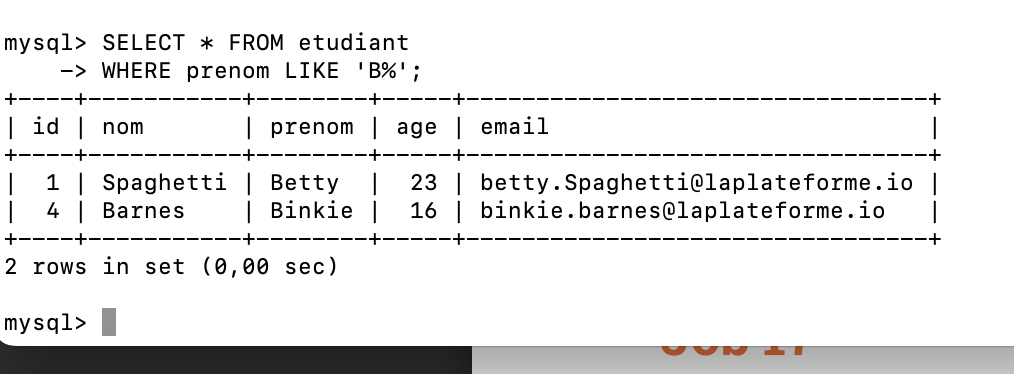 mysql> SELECT * FROM etudiant
    -> WHERE prenom LIKE 'B%';
+----+-----------+--------+-----+---------------------------------+
| id | nom       | prenom | age | email                           |
+----+-----------+--------+-----+---------------------------------+
|  1 | Spaghetti | Betty  |  23 | betty.Spaghetti@laplateforme.io |
|  4 | Barnes    | Binkie |  16 | binkie.barnes@laplateforme.io   |
+----+-----------+--------+-----+---------------------------------+
2 rows in set (0,00 sec)
mysql>